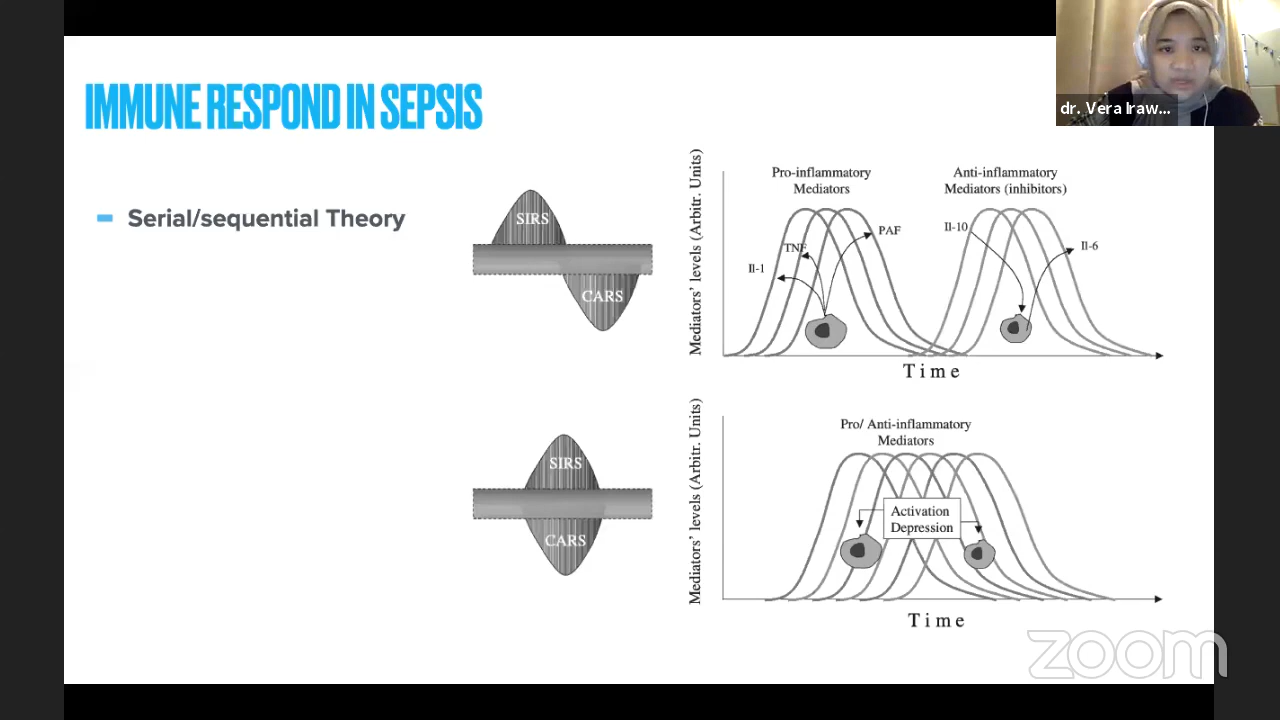 IMMUNE RESPOND IN SEPSIS
dr. Vera Iraw...
Serial/sequential Theory
SIRS
CARS
Mediators' levels (Arbitr. Units)
Pro-inflammatory
Mediators
Anti-inflammatory
Mediators (inhibitors)
TNF
PAF
Il-1
Il-10
Il-6
Time
SIRS
CARS
Mediators' levels (Arbitr. Units)
Pro/ Anti-inflammatory
Mediators
Activation
Depression
Time
zoom